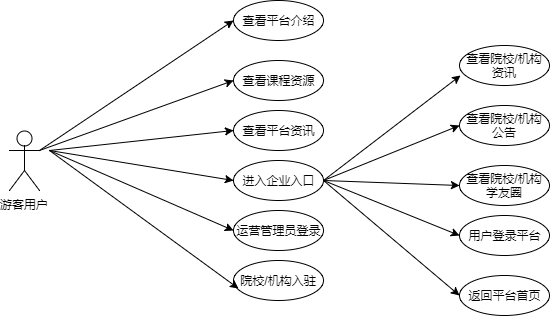 查看平台介绍
查看课程资源
查看平台资讯
进入企业入口
运营管理员登录
院校/机构入驻
游客用户
查看院校/机构
资讯
查看院校/机构
公告
查看院校/机构
学友圈
用户登录平台
返回平台首页